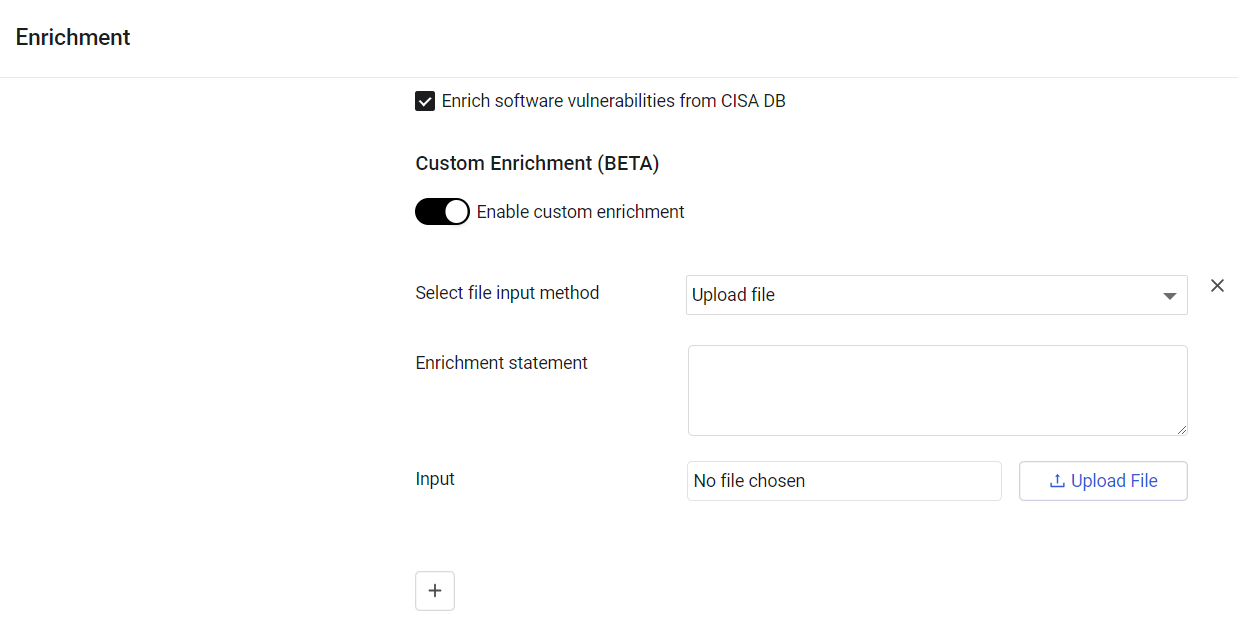 Enrichment
Enrich software vulnerabilities from CISA DB
Custom Enrichment (BETA)
Enable custom enrichment
Select file input method
Upload file
Enrichment statement
Input
No file chosen
Upload File